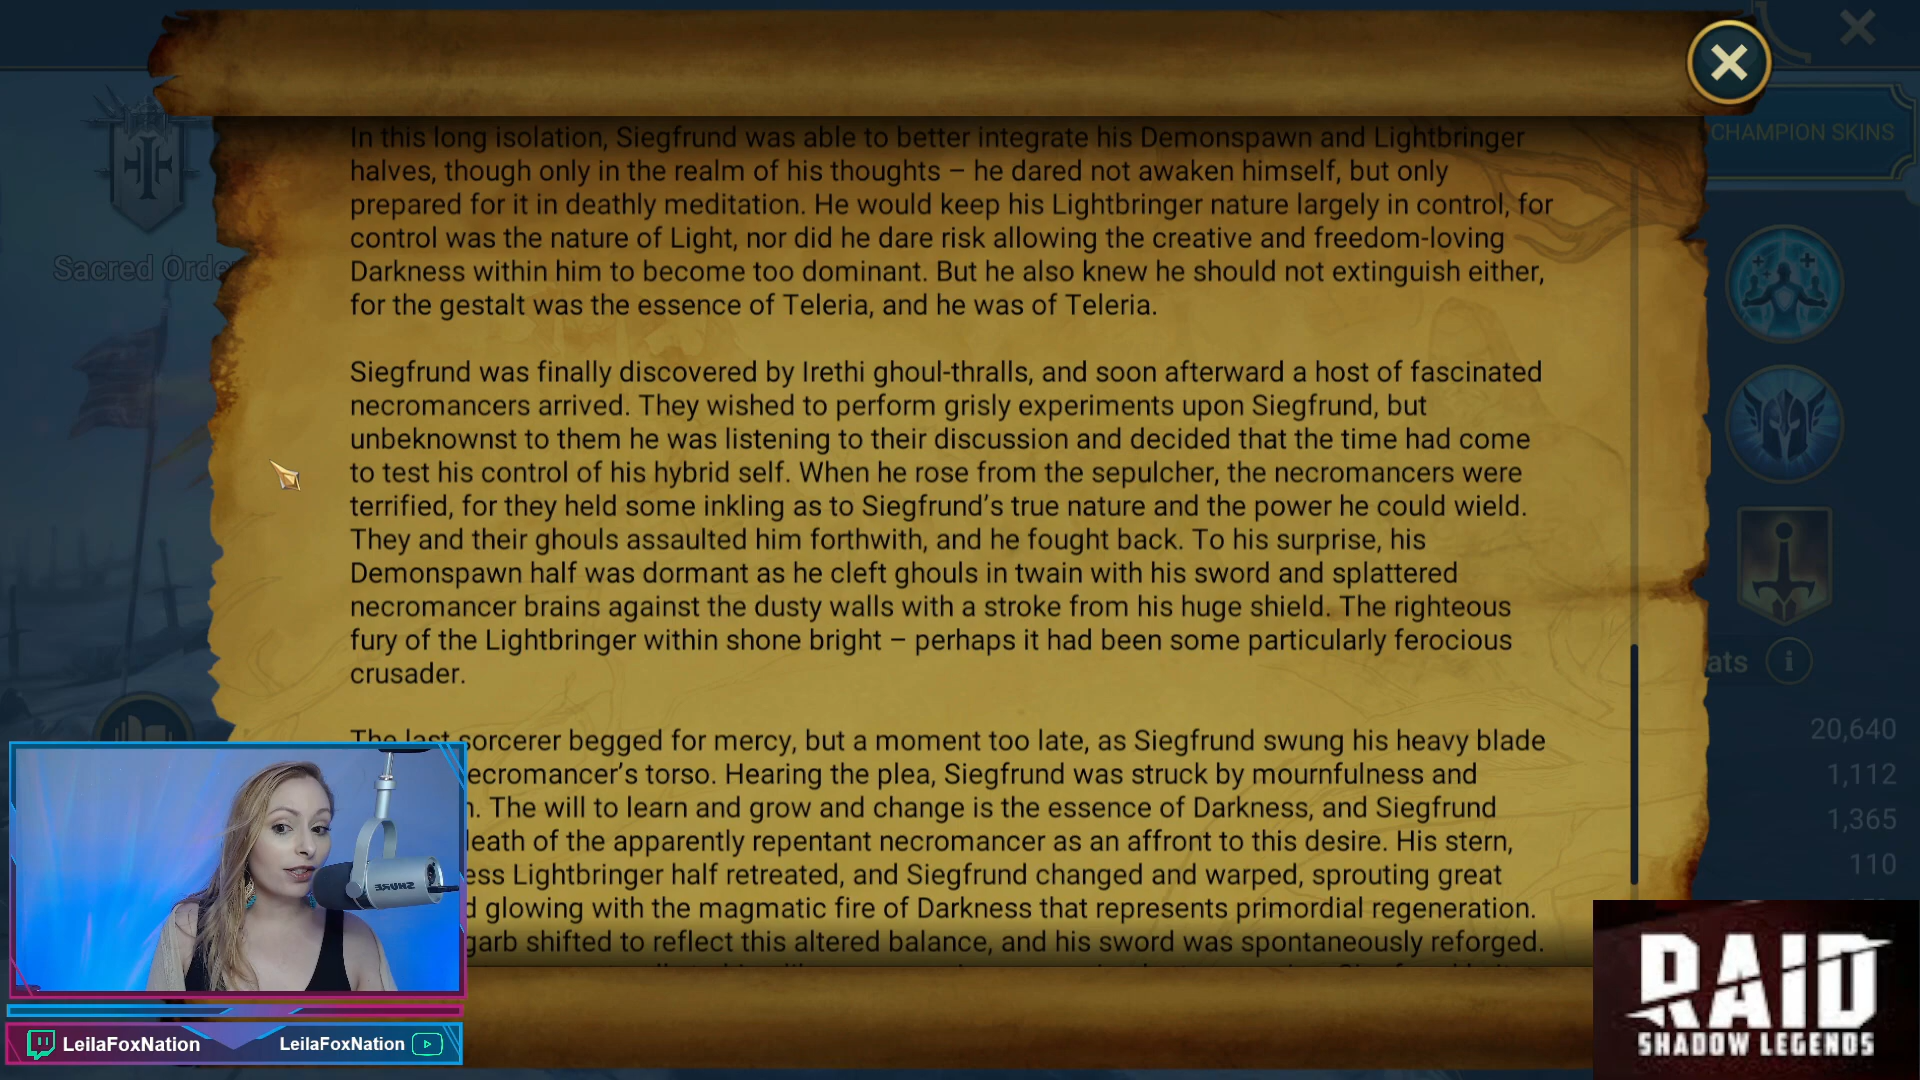 CHAMPION SKINS
Sacred Orde
In this long isolation, Siegfrund was able to better integrate his Demonspawn and Lightbringer
halves, though only in the realm of his thoughts – he dared not awaken himself, but only
prepared for it in deathly meditation. He would keep his Lightbringer nature largely in control, for
control was the nature of Light, nor did he dare risk allowing the creative and freedom-loving
Darkness within him to become too dominant. But he also knew he should not extinguish either,
for the gestalt was the essence of Teleria, and he was of Teleria.
Siegfrund was finally discovered by Irethi ghoul-thralls, and soon afterward a host of fascinated
necromancers arrived. They wished to perform grisly experiments upon Siegfrund, but
unbeknownst to them he was listening to their discussion and decided that the time had come
to test his control of his hybrid self. When he rose from the sepulcher, the necromancers were
terrified, for they held some inkling as to Siegfrund’s true nature and the power he could wield.
They and their ghouls assaulted him forthwith, and he fought back. To his surprise, his
Demonspawn half was dormant as he cleft ghouls in twain with his sword and splattered
necromancer brains against the dusty walls with a stroke from his huge shield. The righteous
fury of the Lightbringer within shone bright – perhaps it had been some particularly ferocious
crusader.
The last sorcerer begged for mercy, but a moment too late, as Siegfrund swung his heavy blade
ecromancer’s torso. Hearing the plea, Siegfrund was struck by mournfulness and
n. The will to learn and grow and change is the essence of Darkness, and Siegfrund
leath of the apparently repentant necromancer as an affront to this desire. His stern,
ess Lightbringer half retreated, and Siegfrund changed and warped, sprouting great
d glowing with the magmatic fire of Darkness that represents primordial regeneration.
garb shifted to reflect this altered balance, and his sword was spontaneously reforged.
ats
20,640
1,112
1,365
110
SHURE
LeilaFoxNation
LeilaFoxNation
RAID
SHADOW LEGENDS